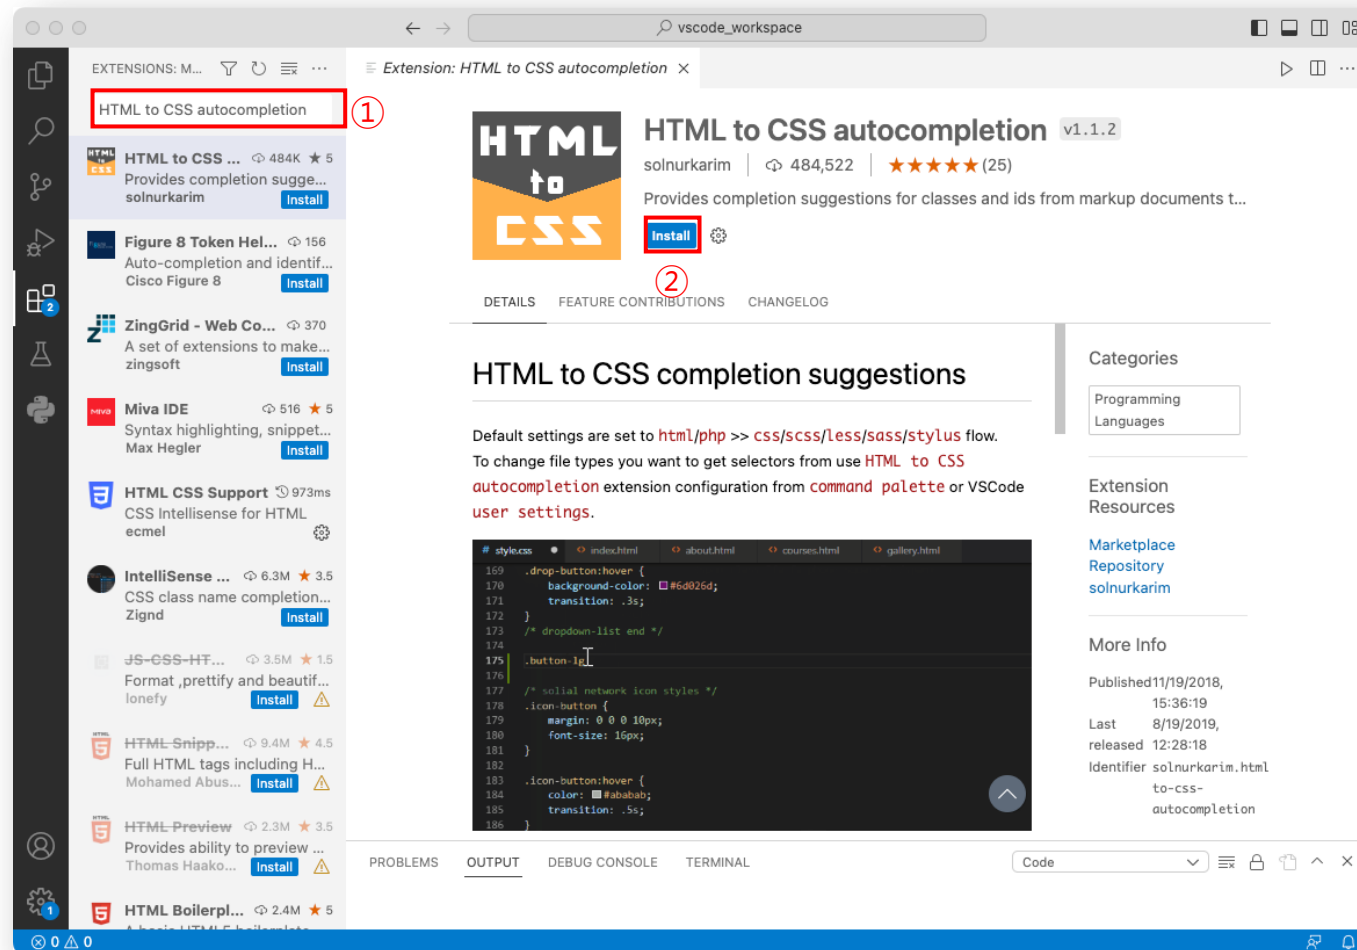 vscode_workspace
EXTENSIONS: M...
Extension: HTML to CSS autocompletion
HTML to CSS autocompletion
①
HTML to CSS ... 484K ★ 5
Provides completion sugge...
solnurkarim
Install
Figure 8 Token Hel... 156
Auto-completion and identif...
Cisco Figure 8
Install
ZingGrid - Web Co... 370
A set of extensions to make...
zingsoft
Install
Miva IDE 516 ★ 5
Syntax highlighting, snippet...
Max Hegler
Install
HTML CSS Support 973ms
CSS Intellisense for HTML
ecmel
IntelliSense ... 6.3M ★ 3.5
CSS class name completion...
Zignd
Install
JS-CSS-HT... 3.5M ★ 1.5
Format ,prettify and beautif...
lonefy
Install
HTML Snipp... 9.4M ★ 4.5
Full HTML tags including H...
Mohamed Abus...
Install
HTML Preview 2.3M ★ 3.5
Provides ability to preview ...
Thomas Haako...
Install
HTML Boilerpl... 2.4M ★ 5
2
1
HTML
to
CSS
HTML to CSS autocompletion v1.1.2
solnurkarim 484,522 ★★★★★ (25)
Provides completion suggestions for classes and ids from markup documents t...
Install
②
DETAILS FEATURE CONTRIBUTIONS CHANGELOG
HTML to CSS completion suggestions
Default settings are set to html/php >> css/scss/less/sass/stylus flow.
To change file types you want to get selectors from use HTML to CSS
autocompletion extension configuration from command palette or VSCode
user settings.
# style.css ● index.html about.html courses.html gallery.html
169 .drop-button:hover {
170 background-color: #6d026d;
171 transition: .3s;
172 }
173 /* dropdown-list end */
174
175 .button-lg
176
177 /* solial network icon styles */
178 .icon-button {
179 margin: 0 0 0 10px;
180 font-size: 16px;
181 }
182
183 .icon-button:hover {
184 color: #ababab;
185 transition: .5s;
186 }
Categories
Programming
Languages
Extension
Resources
Marketplace
Repository
solnurkarim
More Info
Published 11/19/2018,
15:36:19
Last 8/19/2019,
released 12:28:18
Identifier solnurkarim.html
to-css-
autocompletion
PROBLEMS OUTPUT DEBUG CONSOLE TERMINAL
Code
0 0